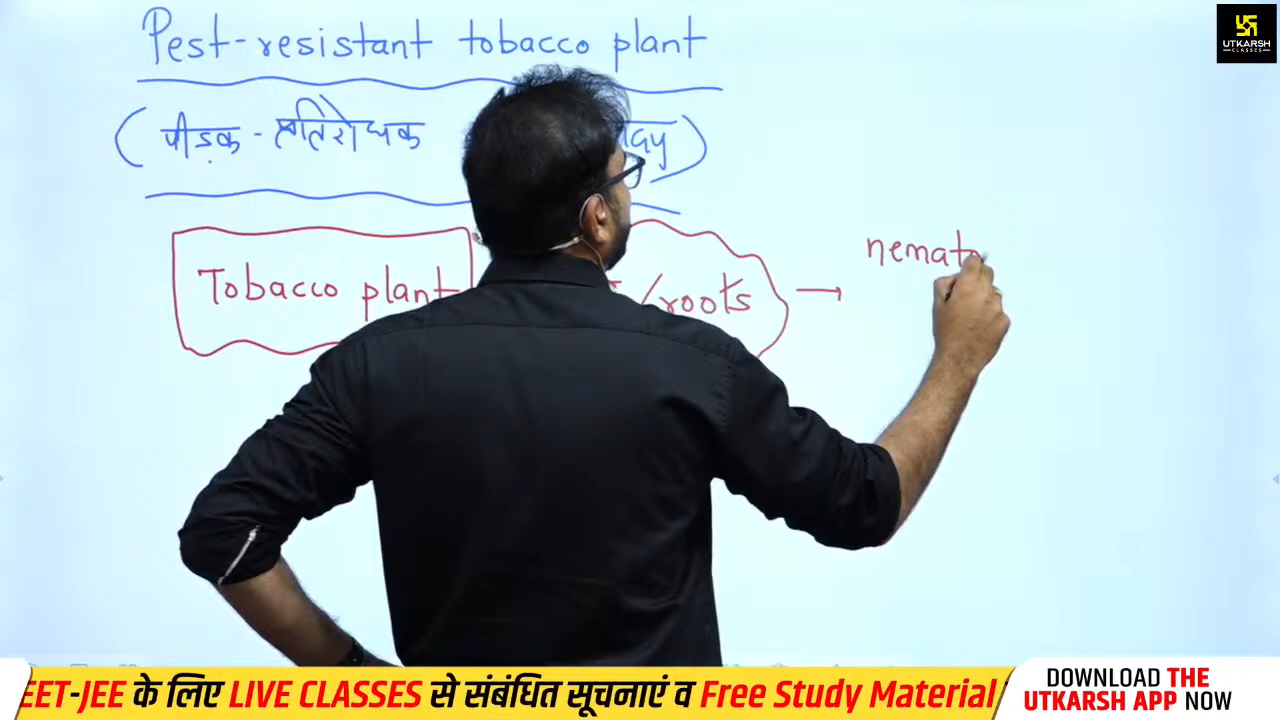 Pest-resistant tobacco plant
(पीड़क - प्रतिरोधक
Tobacco plant /roots → nemat
UTKARSH
CLASSES
EET-JEE के लिए LIVE CLASSES से संबंधित सूचनाएं व Free Study Material
DOWNLOAD THE
UTKARSH APP NOW